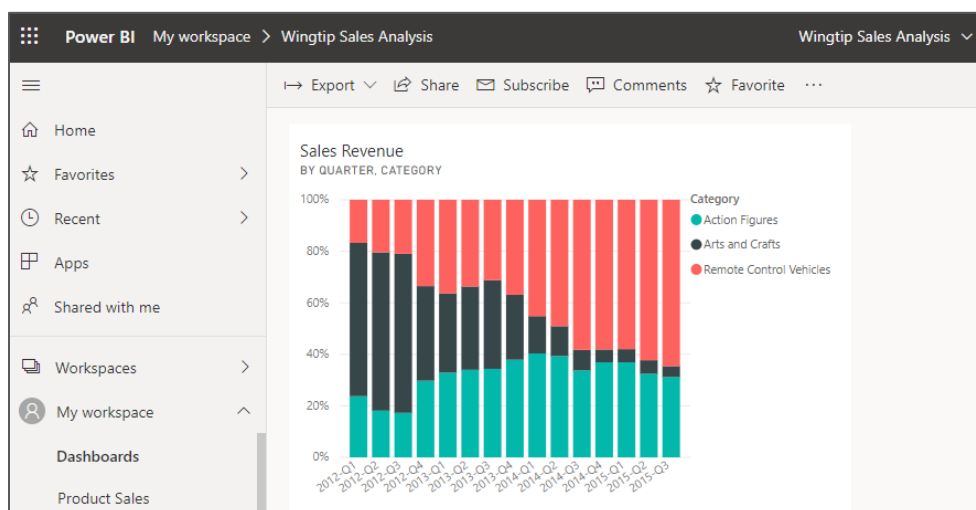 Power BI My workspace > Wingtip Sales Analysis Wingtip Sales Analysis
Export Share Subscribe Comments Favorite ...
Home
Favorites
Recent
Apps
Shared with me
Workspaces
My workspace
Dashboards
Product Sales
Sales Revenue
BY QUARTER, CATEGORY
100%
80%
60%
40%
20%
0%
2012-Q1 2012-Q2 2012-Q3 2012-Q4 2013-Q1 2013-Q2 2013-Q3 2013-Q4 2014-Q1 2014-Q2 2014-Q3 2014-Q4 2015-Q1 2015-Q2 2015-Q3
Category
Action Figures
Arts and Crafts
Remote Control Vehicles